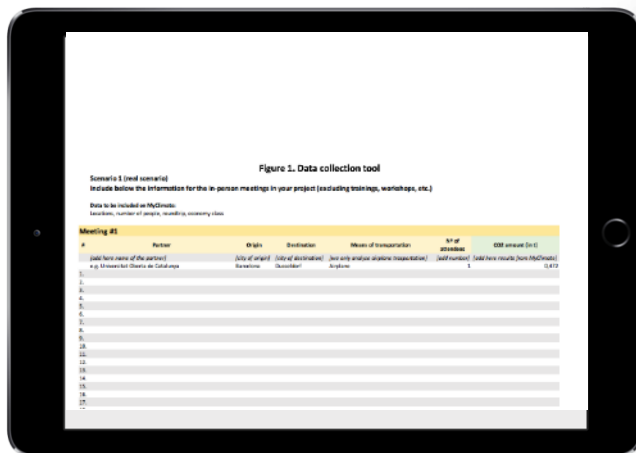 Figure 1. Data collection tool
Scenario 1 (real scenario)
Include below the information for the in-person meetings in your project (excluding trainings, workshops, etc.)
Data to be included on MyClimate:
Locations, number of people, roundtrip, economy class
Meeting #1
# Partner Origin Destination Means of transportation Nº of attendees CO2 amount (in t)
(add here name of the partner) (city of origin) (city of destination) (we only analyse airplane trasportation) (add number) (add here results from MyClimate)
e.g. Universitat Oberta de Catalunya Barcelona Dusseldorf Airplane 1 0,472
1.
2.
3.
4.
5.
6.
7.
8.
9.
10.
11.
12.
13.
14.
15.
16.
17.